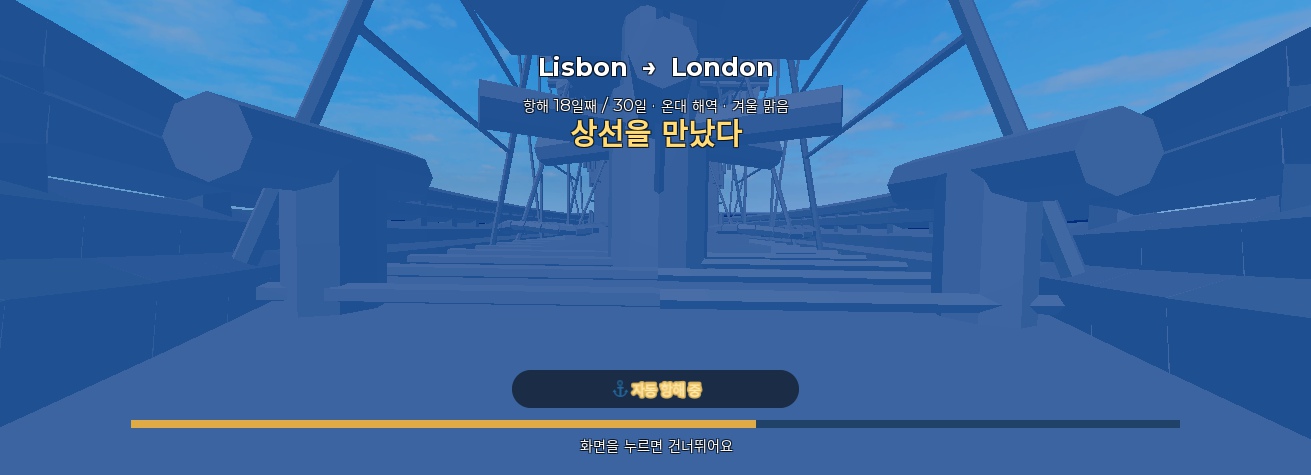 Lisbon → London
항해 18일째 / 30일 · 온대 해역 · 겨울 맑음
상선을 만났다
⚓ 자동 항해 중
화면을 누르면 건너뛰어요